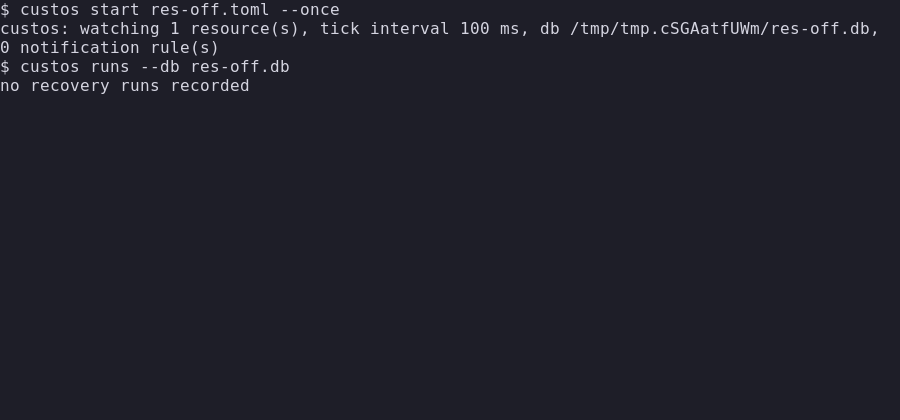 $ custos start res-off.toml --once
custos: watching 1 resource(s), tick interval 100 ms, db /tmp/tmp.cSGAatfUWm/res-off.db,
0 notification rule(s)
$ custos runs --db res-off.db
no recovery runs recorded